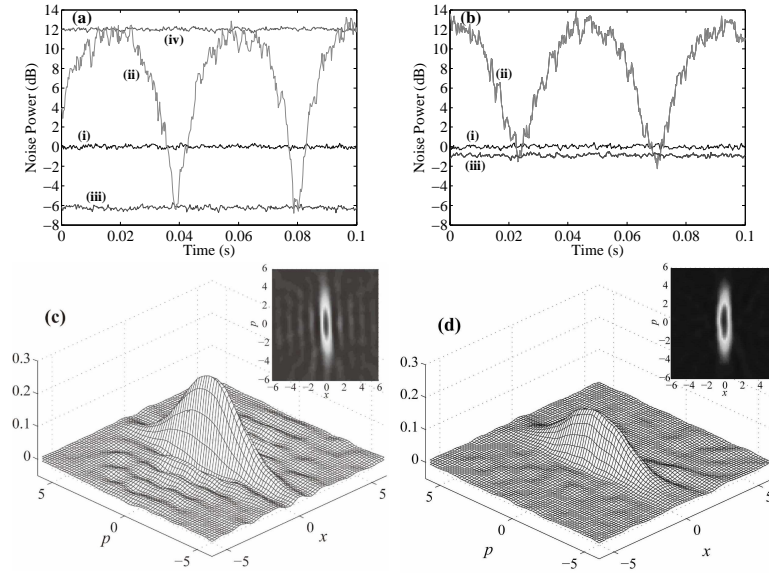 (a)
14
12
10
8
6
4
2
0
−2
−4
−6
−8
Noise Power (dB)
(iv)
(ii)
(i)
(iii)
0 0.02 0.04 0.06 0.08 0.1
Time (s)
(b)
14
12
10
8
6
4
2
0
−2
−4
−6
−8
Noise Power (dB)
(ii)
(i)
(iii)
0 0.02 0.04 0.06 0.08 0.1
Time (s)
(c)
0.3
0.2
0.1
0
5
0
−5
p
−5
0
5
x
6
4
2
0
−2
−4
−6
p
−6 −4 −2 0 2 4 6
x
(d)
0.3
0.2
0.1
0
5
0
−5
p
−5
0
5
x
6
4
2
0
−2
−4
−6
p
−6 −4 −2 0 2 4
x